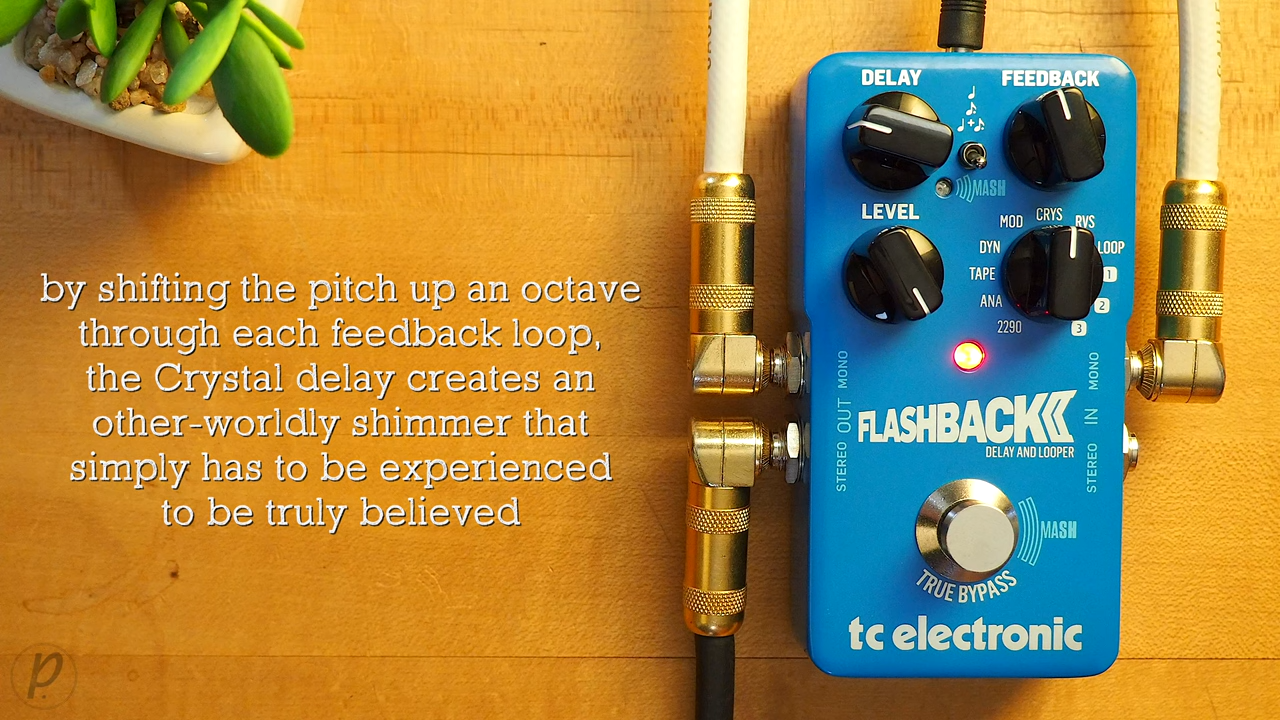 by shifting the pitch up an octave
through each feedback loop,
the Crystal delay creates an
other-worldly shimmer that
simply has to be experienced
to be truly believed
DELAY
FEEDBACK
MASH
LEVEL
2290
ANA
TAPE
DYN
MOD
CRYS
RVS
LOOP
1
2
3
STEREO OUT MONO
STEREO IN MONO
FLASHBACK
DELAY AND LOOPER
MASH
TRUE BYPASS
tc electronic
p.